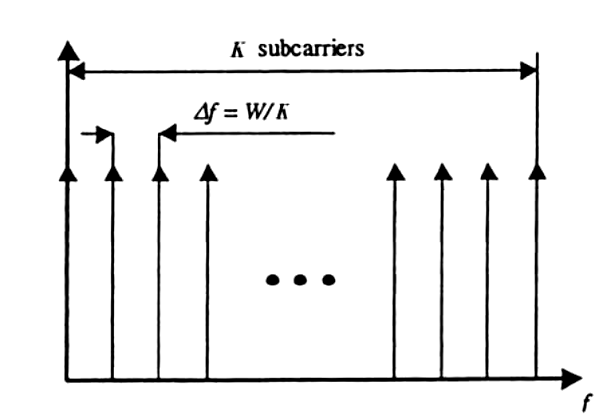 K subcarriers
Δf = W/K
f